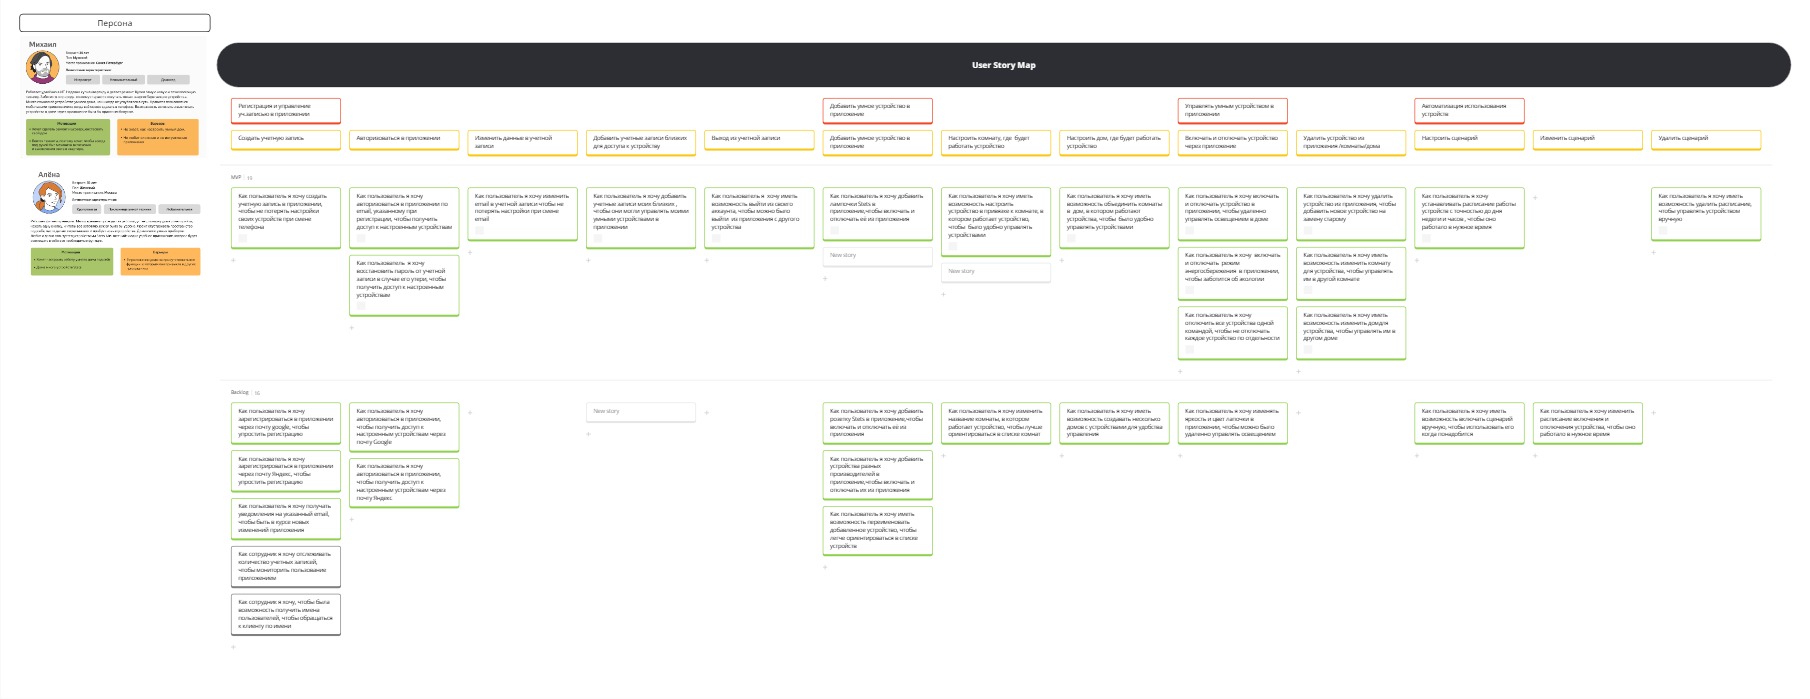 Персона
User Story Map
Михаил
Интроверт
Алёна
Регистрация и управление
учузаписью в приложении
Добавить умное устройство в
приложение
Управлять умным устройством в
приложении
Автоматизация использования
устройств
Создать учетную запись
Авторизоваться в приложении
Изменить данные в учетной
записи
Добавить учетные записи близких
для доступа к устройству
Выход из учетной записи
Добавить умное устройство в
приложение
Настроить комнату, где будет
работать устройство
Настроить дом, где будет работать
устройство
Включать и отключать устройство
через приложение
Удалить устройство из
приложения /комнаты/дома
Настроить сценарий
Изменить сценарий
Удалить сценарий
MVP
Как пользователь я хочу создать
учетную запись в приложении,
чтобы не потерять настройки
своих устройств при смене
телефона
Как пользователь я хочу
авторизоваться в приложении по
email, указанному при
регистрации, чтобы получить
доступ к настроенным устройствам
Как пользователь я хочу
восстановить пароль от учетной
записи в случае его утери, чтобы
получить доступ к настроенным
устройствам
Как пользователь я хочу изменить
email в учетной записи чтобы не
потерять настройки при смене
email
Как пользователь я хочу добавить
учетные записи моих близких ,
чтобы они могли управлять моими
умными устройствами в
приложении
Как пользователь я хочу иметь
возможность выйти из своего
аккаунта, чтобы можно было
выйти из приложения с другого
устройства
Как пользователь я хочу добавить
лампочки Stets в
приложение,чтобы включать и
отключать её из приложения
New story
Как пользователь я хочу иметь
возможность настроить
устройство в привязке к комнате, в
котором работает устройство,
чтобы было удобно управлять
устройствами
New story
Как пользователь я хочу иметь
возможность объединить комнаты
в дом, в котором работают
устройства, чтобы было удобно
управлять устройствами
Как пользователь я хочу включать
и отключать устройство в
приложении, чтобы удаленно
управлять освещением в доме
Как пользователь я хочу включать
и отключать режим
энергосбережения в приложении,
чтобы заботится об экологии
Как пользователь я хочу
отключить все устройства одной
командой, чтобы не отключать
каждое устройство по отдельности
Как пользователь я хочу удалить
устройства из приложения, чтобы
добавить новое устройство на
замену старому
Как пользователь я хочу иметь
возможность изменить комнату
для устройства, чтобы управлять
им в другой комнате
Как пользователь я хочу иметь
возможность изменить дом для
устройства, чтобы управлять им в
другом доме
Как пользователь я хочу
устанавливать расписание работы
устройств с точностью до дня
недели и часов , чтобы оно
работало в нужное время
Как пользователь я хочу иметь
возможность удалить расписание,
чтобы управлять устройством
вручную
Backlog
Как пользователь я хочу
зарегистрироваться в приложении
через почту google, чтобы
упростить регистрацию
Как пользователь я хочу
зарегистрироваться в приложении
через почту Яндекс, чтобы
упростить регистрацию
Как пользователь я хочу получать
уведомления на указанный email,
чтобы быть в курсе новых
изменений приложения
Как сотрудник я хочу отслеживать
количество учетных записей,
чтобы мониторить пользование
приложением
Как сотрудник я хочу, чтобы была
возможность получить имена
пользователей, чтобы обращаться
к клиенту по имени
Как пользователь я хочу
авторизоваться в приложении,
чтобы получить доступ к
настроенным устройствам через
почту Google
Как пользователь я хочу
авторизоваться в приложении,
чтобы получить доступ к
настроенным устройствам через
почту Яндекс
New story
Как пользователь я хочу добавить
розетку Stets в приложение,чтобы
включать и отключать её из
приложения
Как пользователь я хочу добавить
устройства разных
производителей в
приложение,чтобы включать и
отключать их из приложения
Как пользователь я хочу иметь
возможность переименовать
добавленное устройство, чтобы
легче ориентироваться в списке
устройств
Как пользователь я хочу изменить
название комнаты, в котором
работает устройство, чтобы лучше
ориентироваться в списке комнат
Как пользователь я хочу иметь
возможность создавать несколько
домов с устройствами для удобства
управления
Как пользователь я хочу изменять
яркость и цвет лапочки в
приложении, чтобы можно было
удаленно управлять освещением
Как пользователь я хочу иметь
возможность включать сценарий
вручную, чтобы использовать его
когда понадобится
Как пользователь я хочу изменить
расписание включения и
отключения устройства, чтобы оно
работало в нужное время